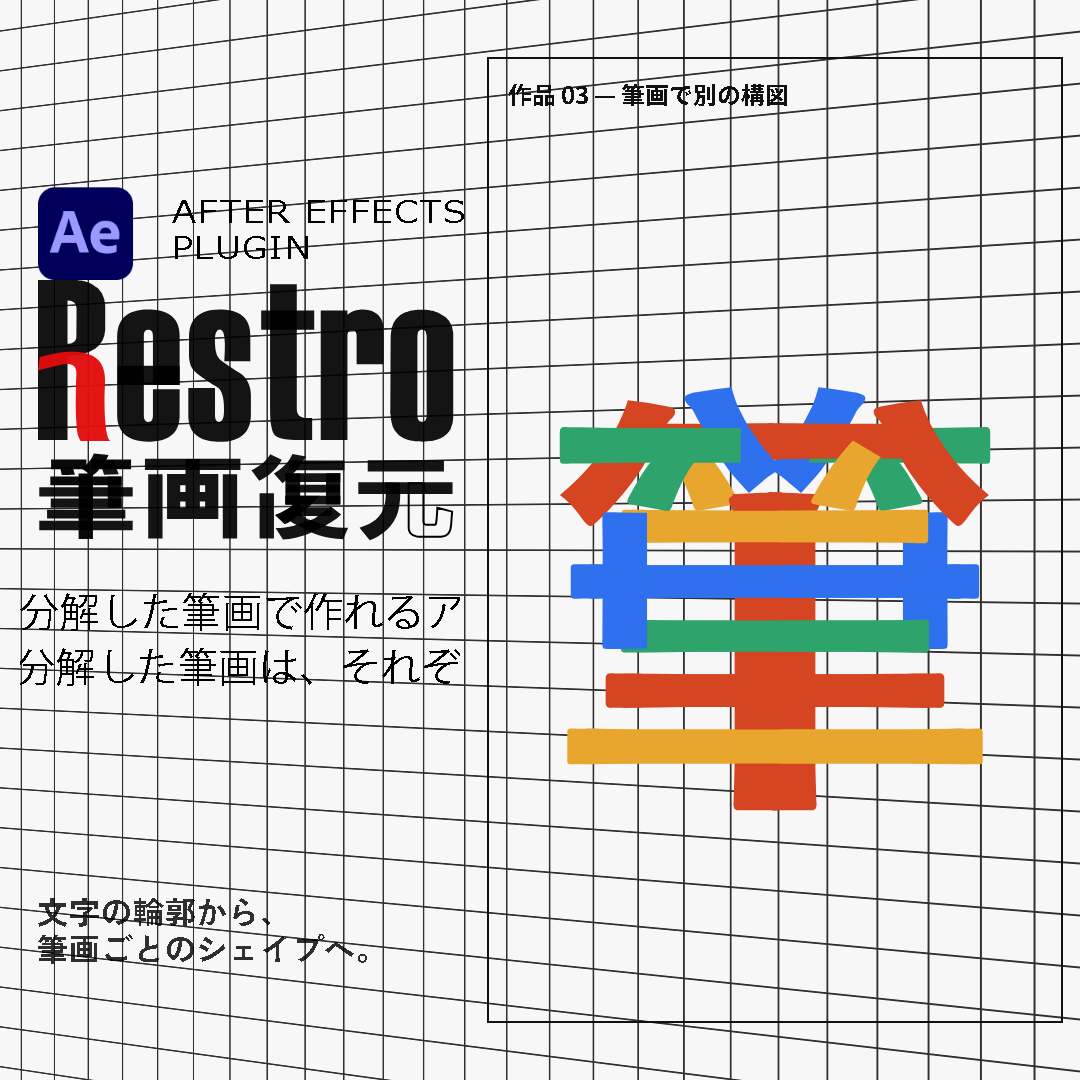 作品 03 — 筆画で別の構図
Ae
AFTER EFFECTS
PLUGIN
Restro
筆画復元
分解した筆画で作れるア
分解した筆画は、それぞ
文字の輪郭から、
筆画ごとのシェイプへ。